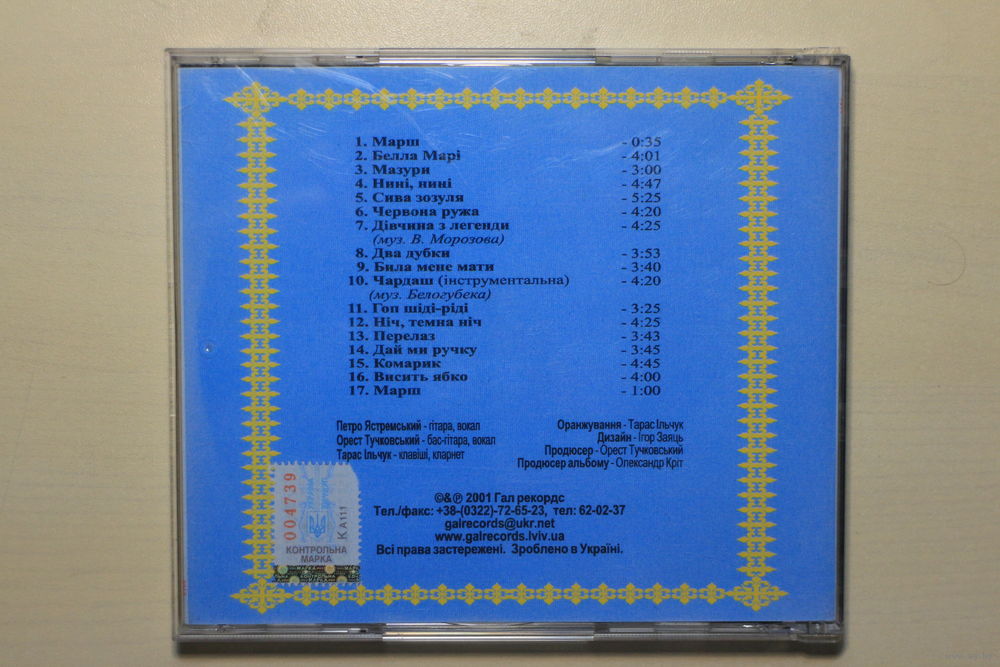 1. Марш - 0:35
2. Белла Марі - 4:01
3. Мазури - 3:00
4. Нині, нині - 4:47
5. Сива зозуля - 5:25
6. Червона ружа - 4:20
7. Дівчина з легенди - 4:25
(муз. В. Морозова)
8. Два дубки - 3:53
9. Била мене мати - 3:40
10. Чардаш (інструментальна) - 4:20
(муз. Белогубека)
11. Гоп шіді-ріді - 3:25
12. Ніч, темна ніч - 4:25
13. Перелаз - 3:43
14. Дай ми ручку - 3:45
15. Комарик - 4:45
16. Висить ябко - 4:00
17. Марш - 1:00
Петро Ястремський - гітара, вокал
Орест Тучковський - бас-гітара, вокал
Тарас Ільчук - клавіші, кларнет
Оранжування - Тарас Ільчук
Дизайн - Ігор Заяць
Продюсер - Орест Тучковський
Продюсер альбому - Олександр Кріт
©&℗ 2001 Гал рекордс
Тел./факс: +38-(0322)-72-65-23, тел: 62-02-37
galrecords@ukr.net
www.galrecords.lviv.ua
Всі права застережені. Зроблено в Україні.
004739
КА111
КОНТРОЛЬНА
МАРКА